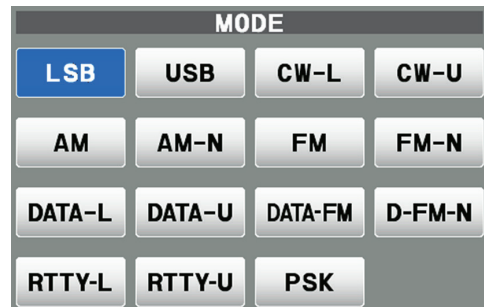 MODE
LSB USB CW-L CW-U
AM AM-N FM FM-N
DATA-L DATA-U DATA-FM D-FM-N
RTTY-L RTTY-U PSK